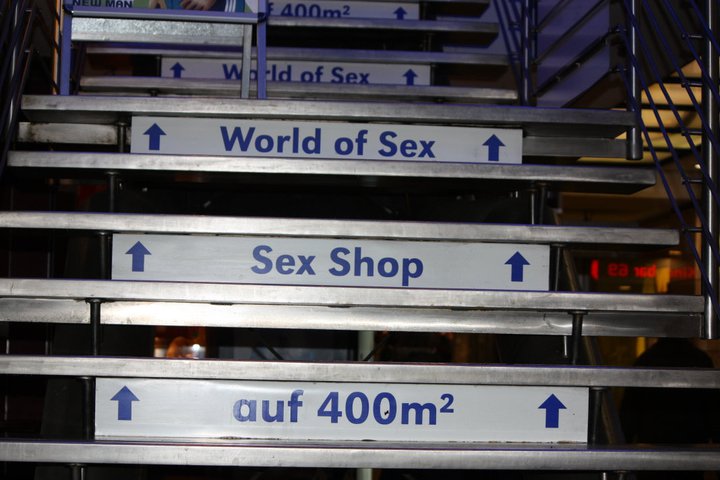 NEW MAN
400m²
World of Sex
World of Sex
Sex Shop
auf 400m²